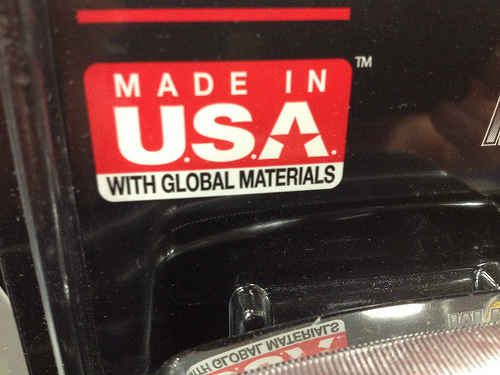 MADE IN
U.S.A.
WITH GLOBAL MATERIALS
TM